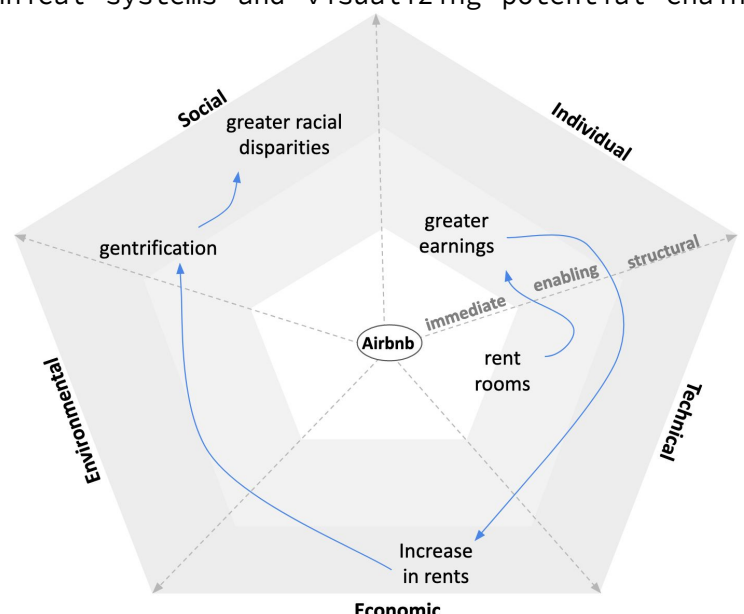 Social
Individual
greater racial
disparities
greater
earnings
gentrification
structural
enabling
immediate
Airbnb
rent
rooms
Environmental
Technical
Increase
in rents
Economic